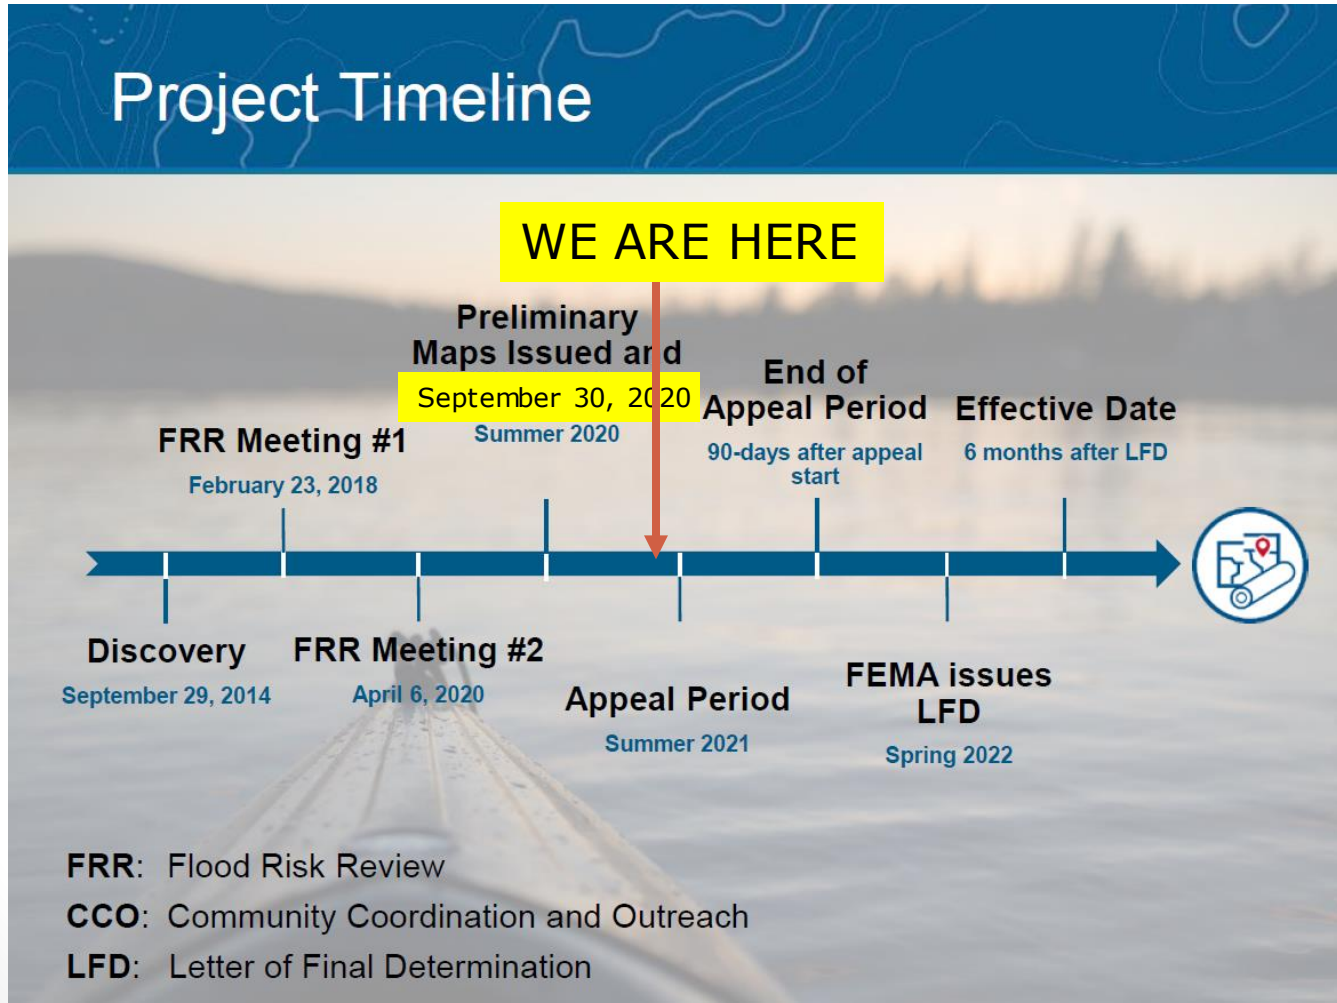 Project Timeline
WE ARE HERE
Preliminary
Maps Issued and
September 30, 2020
Summer 2020
End of
Appeal Period
90-days after appeal
start
Effective Date
6 months after LFD
FRR Meeting #1
February 23, 2018
Discovery
September 29, 2014
FRR Meeting #2
April 6, 2020
Appeal Period
Summer 2021
FEMA issues
LFD
Spring 2022
FRR: Flood Risk Review
CCO: Community Coordination and Outreach
LFD: Letter of Final Determination